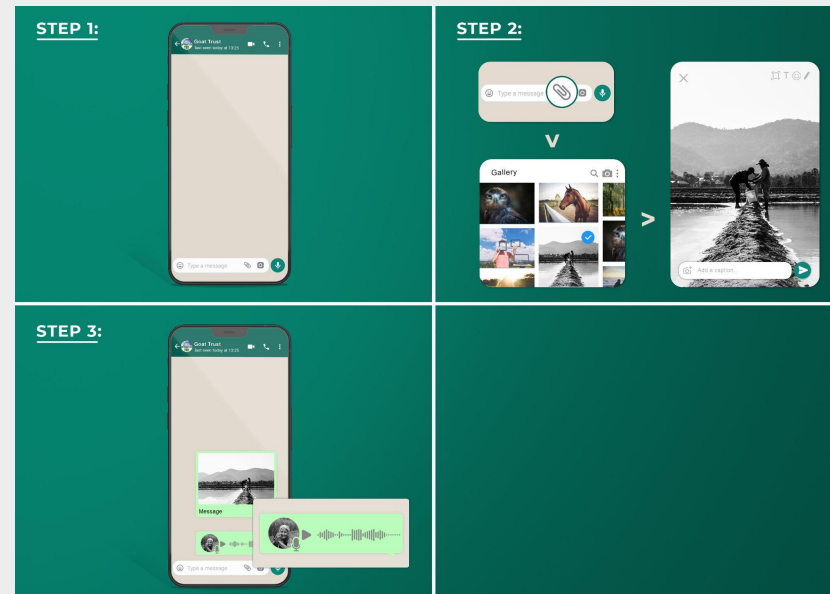 STEP 1:
Goat Trust
last seen today at 13:25
Type a message
STEP 2:
Type a message
Gallery
Add a caption...
STEP 3:
Goat Trust
last seen today at 13:25
Message
Type a message